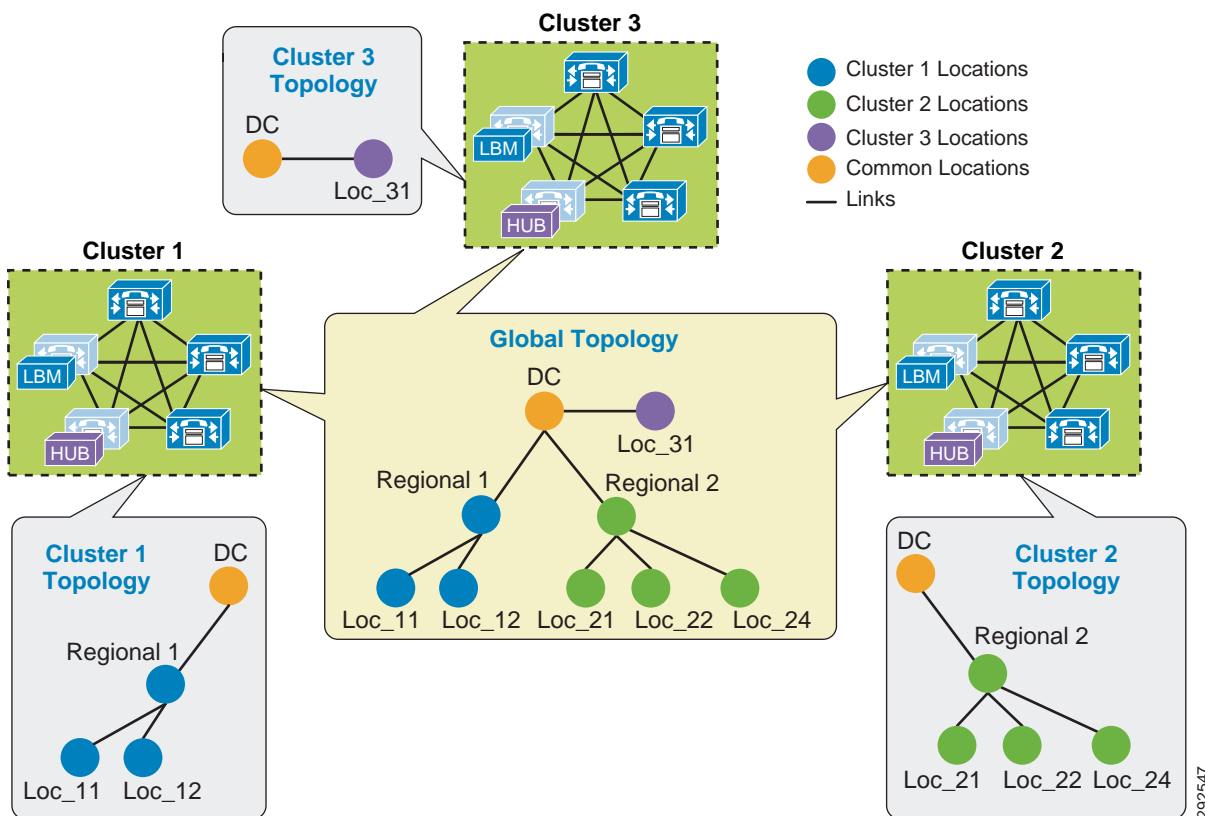 Cluster 3
Cluster 3
Topology
DC
Loc_31
LBM
HUB
Cluster 1 Locations
Cluster 2 Locations
Cluster 3 Locations
Common Locations
Links
Cluster 1
LBM
HUB
Cluster 2
LBM
HUB
Global Topology
DC
Loc_31
Regional 1
Regional 2
Loc_11
Loc_12
Loc_21
Loc_22
Loc_24
Cluster 1
Topology
DC
Regional 1
Loc_11
Loc_12
DC
Cluster 2
Topology
Regional 2
Loc_21
Loc_22
Loc_24
292547